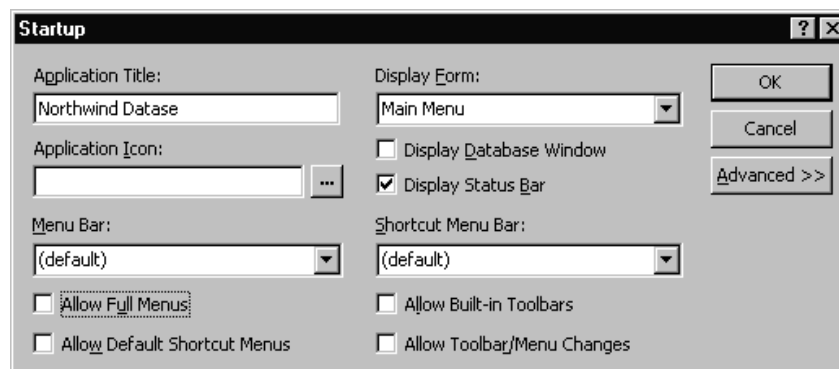 Startup
Application Title:
Display Form:
OK
Northwind Datase
Main Menu
Cancel
Application Icon:
Display Database Window
...
Display Status Bar
Advanced >>
Menu Bar:
Shortcut Menu Bar:
(default)
(default)
Allow Full Menus
Allow Built-in Toolbars
Allow Default Shortcut Menus
Allow Toolbar/Menu Changes